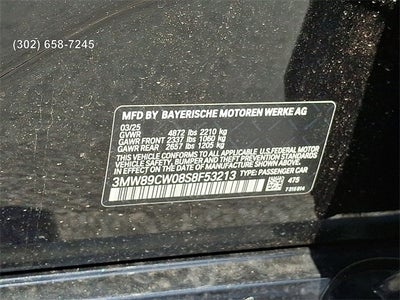 (302) 658-7245
MFD BY BAYERISCHE MOTOREN WERKE AG
03/25
GVWR 4872 lbs 2210 kg
GAWR FRONT 2337 lbs 1060 kg
GAWR REAR 2657 lbs 1205 kg
THIS VEHICLE CONFORMS TO ALL APPLICABLE U.S. FEDERAL MOTOR
VEHICLE SAFETY, BUMPER AND THEFT PREVENTION STANDARDS
IN EFFECT ON THE DATE OF MANUFACTURE SHOWN ABOVE.
3MW89CW08S8F53213 TYPE: PASSENGER CAR
475